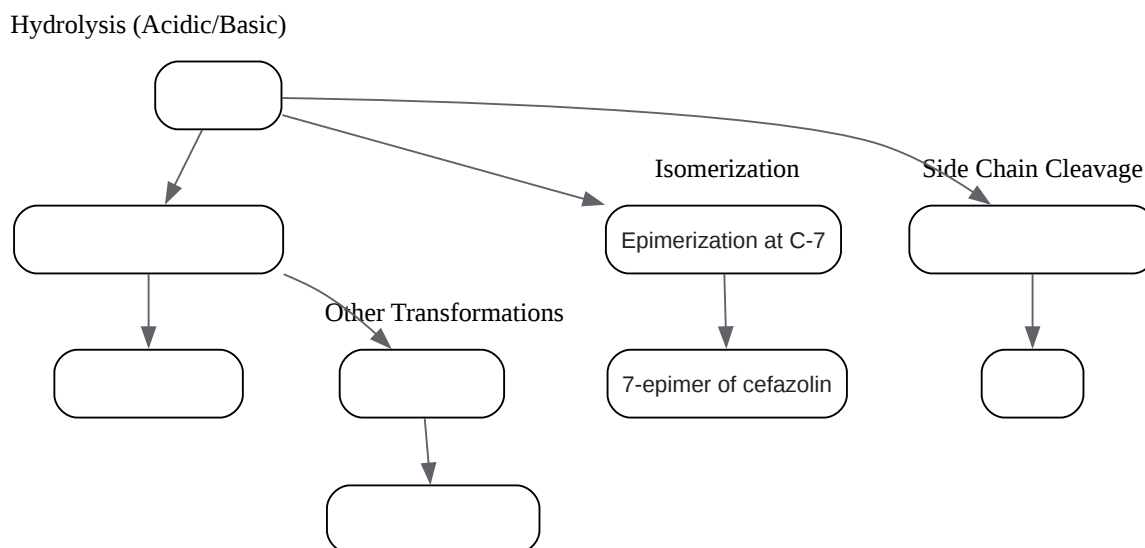 Hydrolysis (Acidic/Basic)
Isomerization
Side Chain Cleavage
Epimerization at C-7
Other Transformations
7-epimer of cefazolin